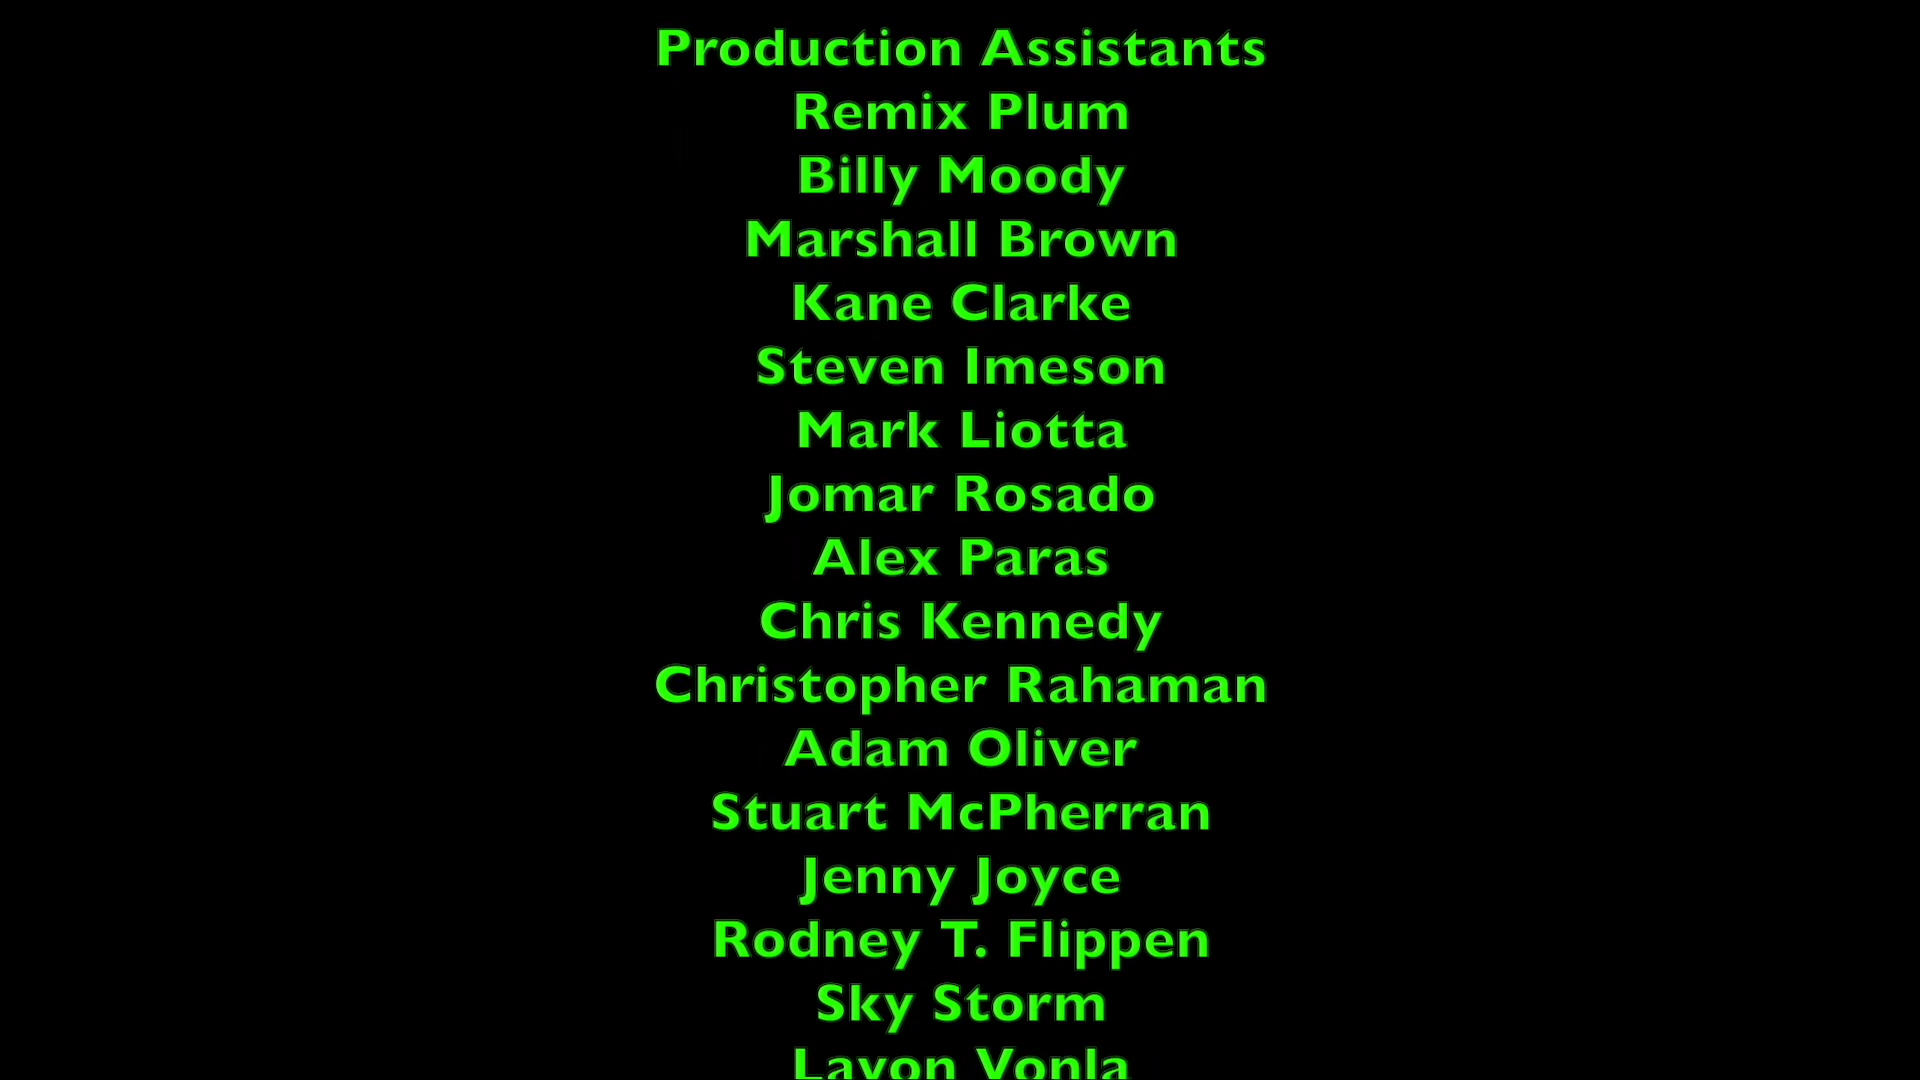 Production Assistants
Remix Plum
Billy Moody
Marshall Brown
Kane Clarke
Steven Imeson
Mark Liotta
Jomar Rosado
Alex Paras
Chris Kennedy
Christopher Rahaman
Adam Oliver
Stuart McPherran
Jenny Joyce
Rodney T. Flippen
Sky Storm